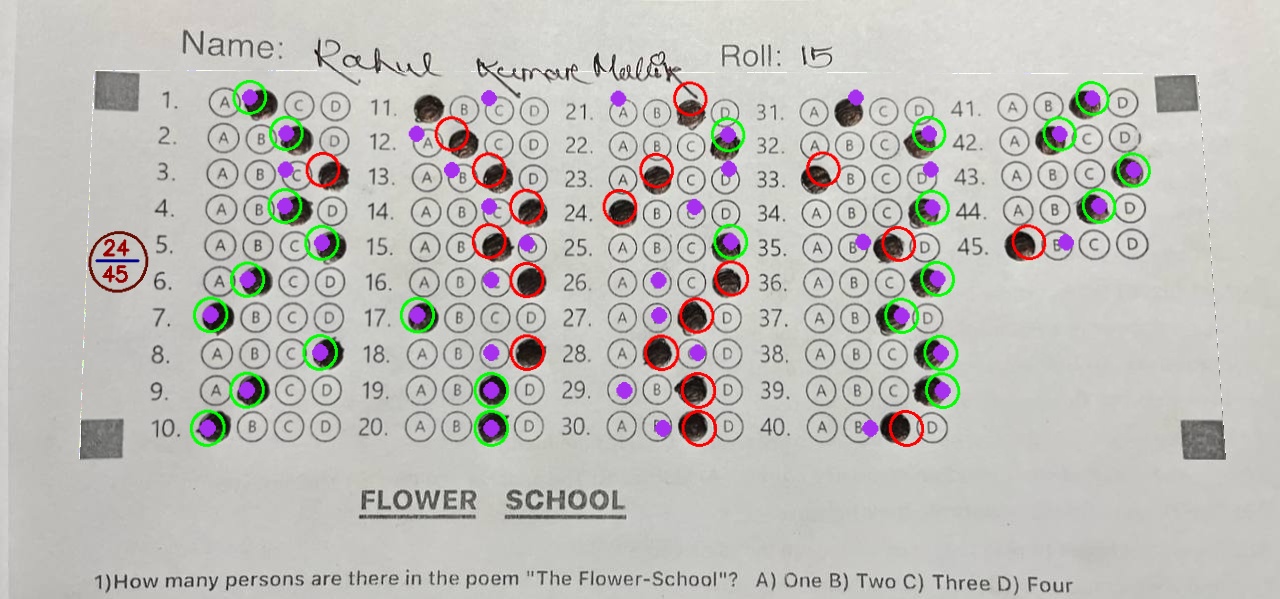 Name: Rahul Kumar Mallik Roll: 15
1. A C D 11. B C D 21. A B D 31. A C D 41. A B D
2. A B D 12. A C D 22. A B C 32. A B C 42. A C D
3. A B C 13. A B D 23. A C D 33. B C D 43. A B C
4. A B D 14. A B C 24. B C D 34. A B C 44. A B D
5. A B C 15. A B D 25. A B C 35. A B D 45. B C D
24
45
6. A C D 16. A B C 26. A B C 36. A B C
7. B C D 17. B C D 27. A B D 37. A B D
8. A B C 18. A B C 28. A C D 38. A B C
9. A C D 19. A B D 29. A B D 39. A B C
10. B C D 20. A B D 30. A B D 40. A B D
FLOWER SCHOOL
1)How many persons are there in the poem "The Flower-School"? A) One B) Two C) Three D) Four